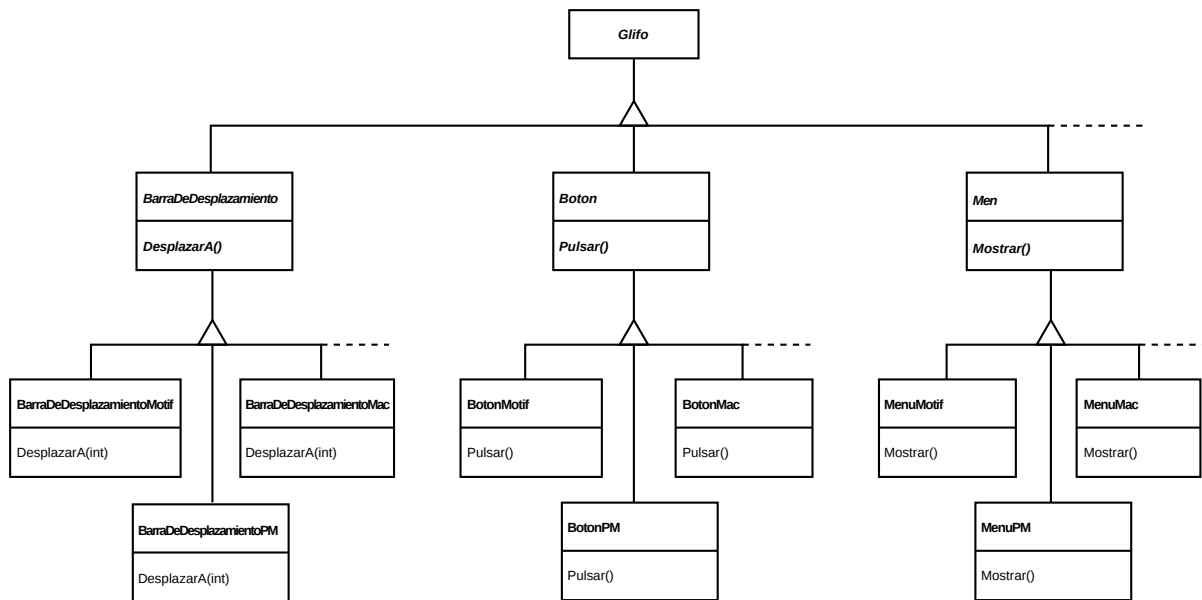 Glifo
BarraDeDesplazamiento
DesplazarA()
Boton
Pulsar()
Men
Mostrar()
BarraDeDesplazamientoMotif
DesplazarA(int)
BarraDeDesplazamientoMac
DesplazarA(int)
BarraDeDesplazamientoPM
DesplazarA(int)
BotonMotif
Pulsar()
BotonMac
Pulsar()
BotonPM
Pulsar()
MenuMotif
Mostrar()
MenuMac
Mostrar()
MenuPM
Mostrar()